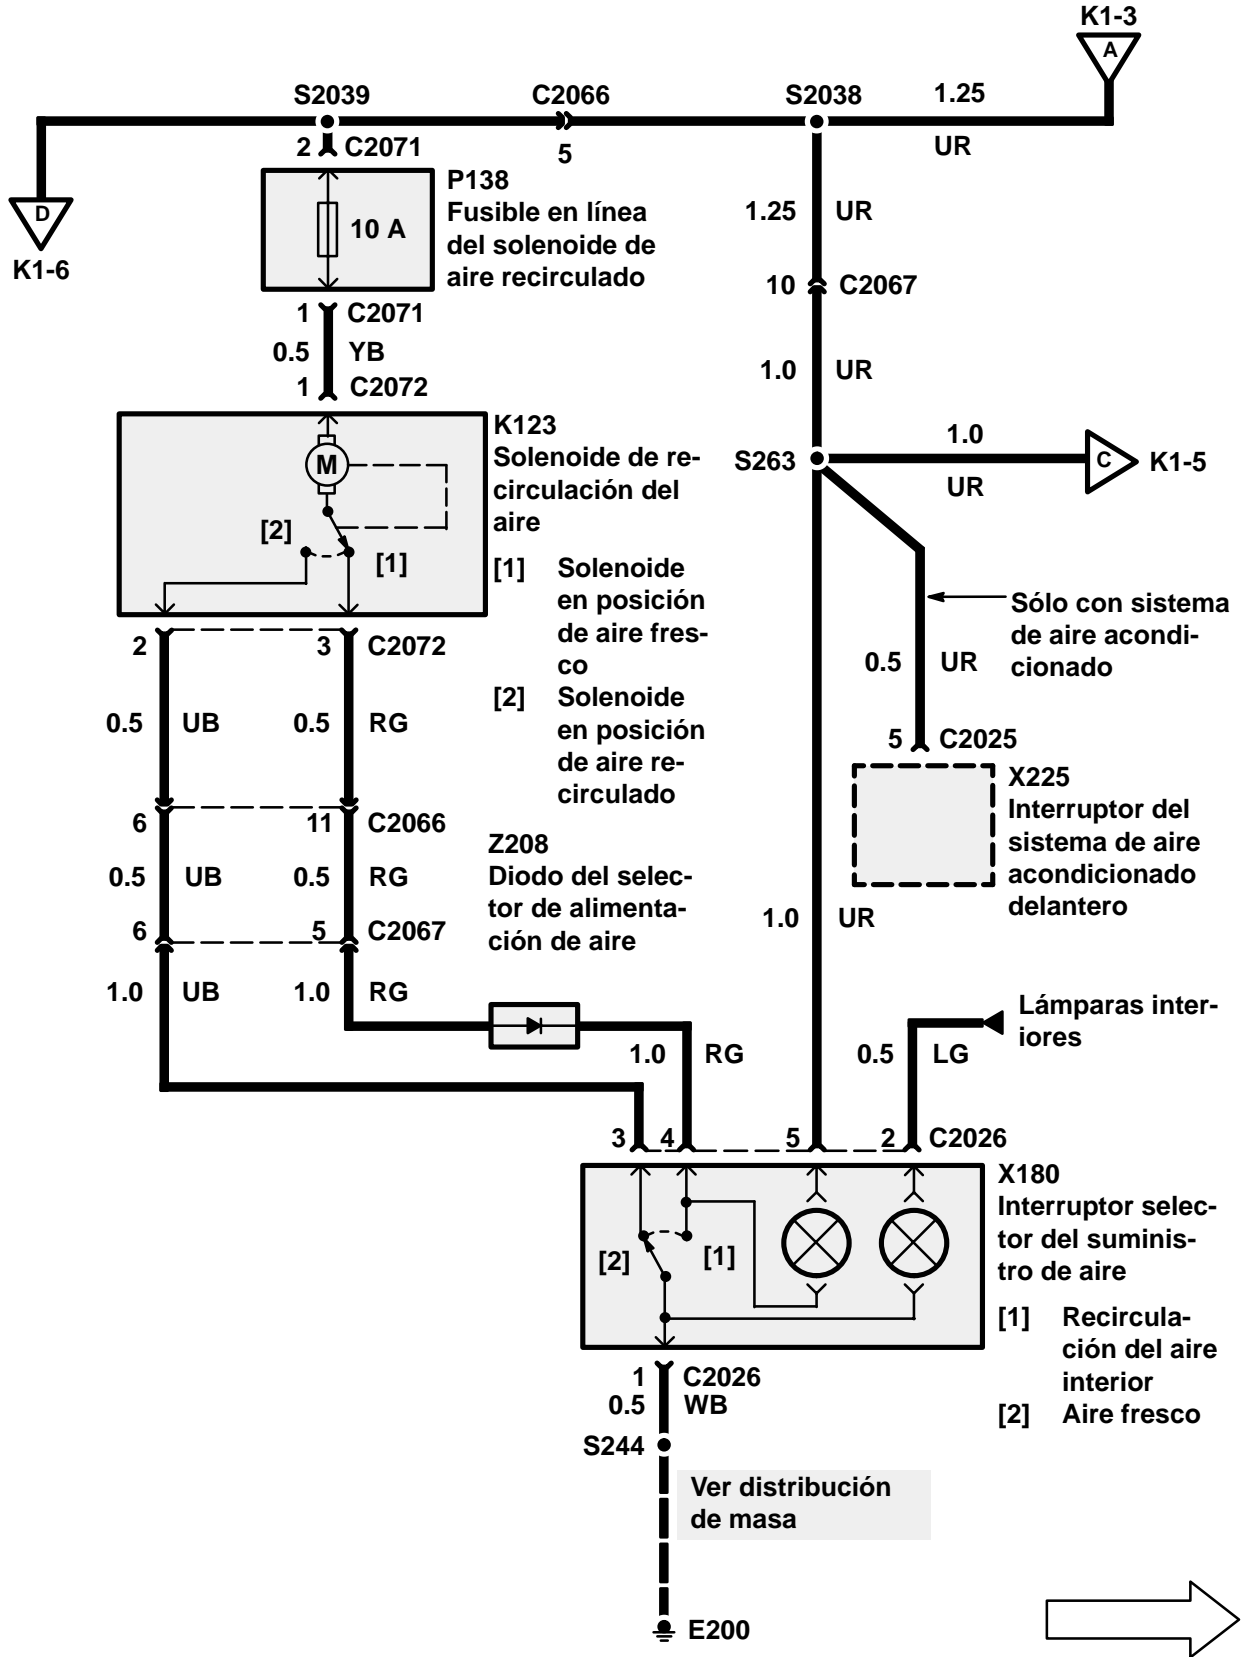 K1-3
A
S2039
C2066
S2038
1.25
2
C2071
5
UR
P138
Fusible en línea
del solenoide de
aire recirculado
10 A
D
K1-6
1.25
UR
10
C2067
1
C2071
0.5
YB
1
C2072
1.0
UR
K123
Solenoide de re-
circulación del
aire
M
[2]
[1]
S263
1.0
UR
C
K1-5
[1] Solenoide
en posición
de aire fres-
co
[2] Solenoide
en posición
de aire re-
circulado
Sólo con sistema
de aire acondi-
cionado
2
3
C2072
0.5
UR
0.5
UB
0.5
RG
5
C2025
X225
Interruptor del
sistema de aire
acondicionado
delantero
6
11
C2066
Z208
Diodo del selec-
tor de alimenta-
ción de aire
0.5
UB
0.5
RG
1.0
UR
6
5
C2067
1.0
UB
1.0
RG
Lámparas inter-
iores
1.0
RG
0.5
LG
3
4
5
2
C2026
X180
Interruptor selec-
tor del suminis-
tro de aire
[2]
[1]
[1] Recircula-
ción del aire
interior
[2] Aire fresco
1
C2026
0.5
WB
S244
Ver distribución
de masa
E200